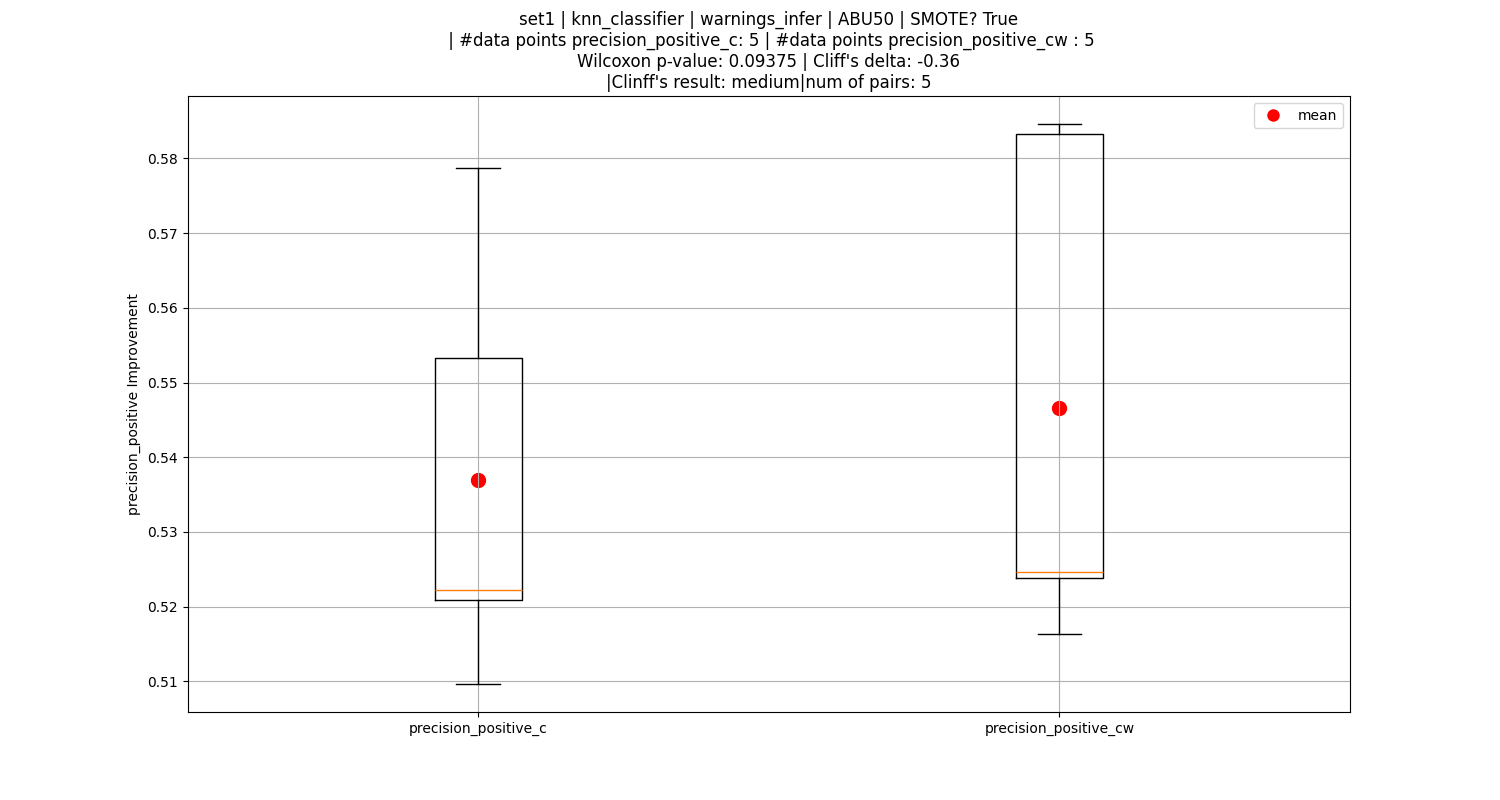 set1 | knn_classifier | warnings_infer | ABU50 | SMOTE? True
| #data points precision_positive_c: 5 | #data points precision_positive_cw : 5
Wilcoxon p-value: 0.09375 | Cliff's delta: -0.36
|Clinff's result: medium|num of pairs: 5
mean
0.58
0.57
0.56
0.55
0.54
0.53
0.52
0.51
precision_positive Improvement
precision_positive_c
precision_positive_cw